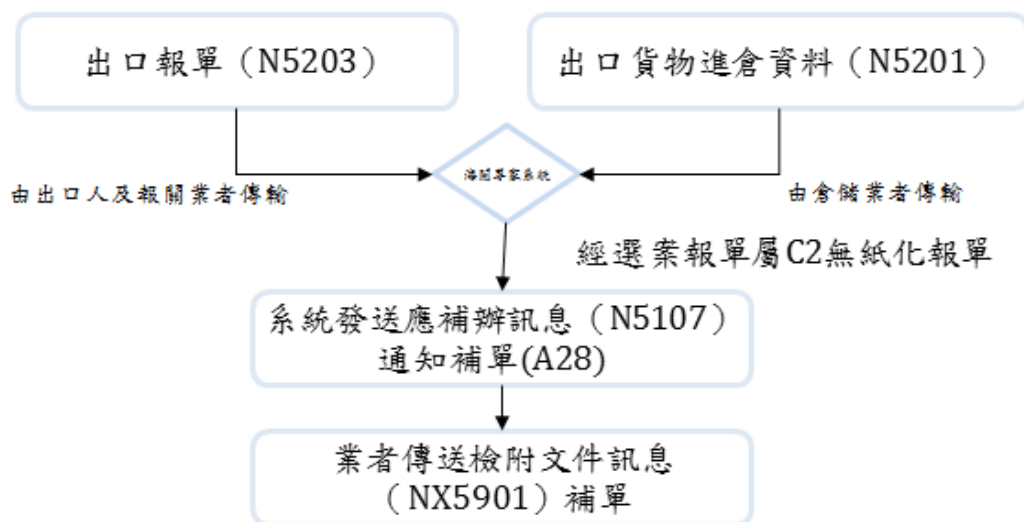 出口報單（N5203）
出口貨物進倉資料（N5201）
海關專家系統
由出口人及報關業者傳輸
由倉儲業者傳輸
經選案報單屬C2無紙化報單
系統發送應補辦訊息（N5107）
通知補單(A28)
業者傳送檢附文件訊息
（NX5901）補單